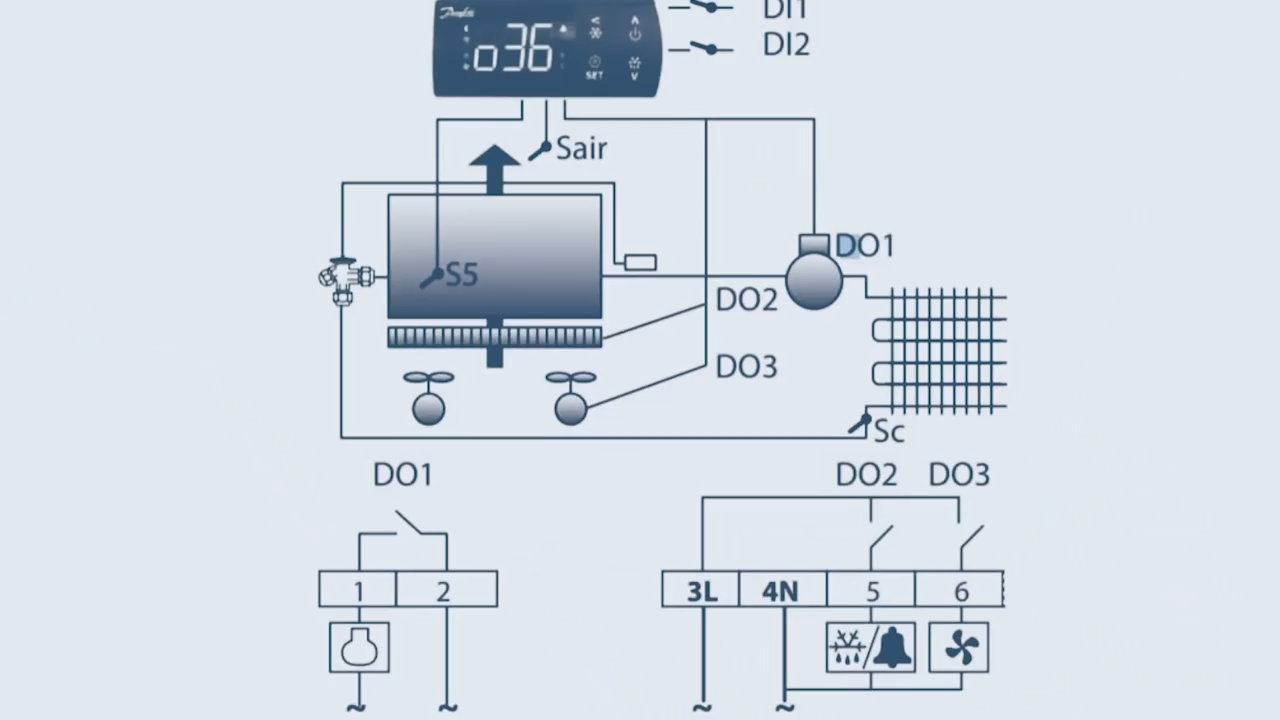 DI1
Danfoss
o36
SET
DI2
Sair
DO1
S5
DO2
DO3
Sc
DO1
DO2 DO3
1 2
3L 4N 5 6